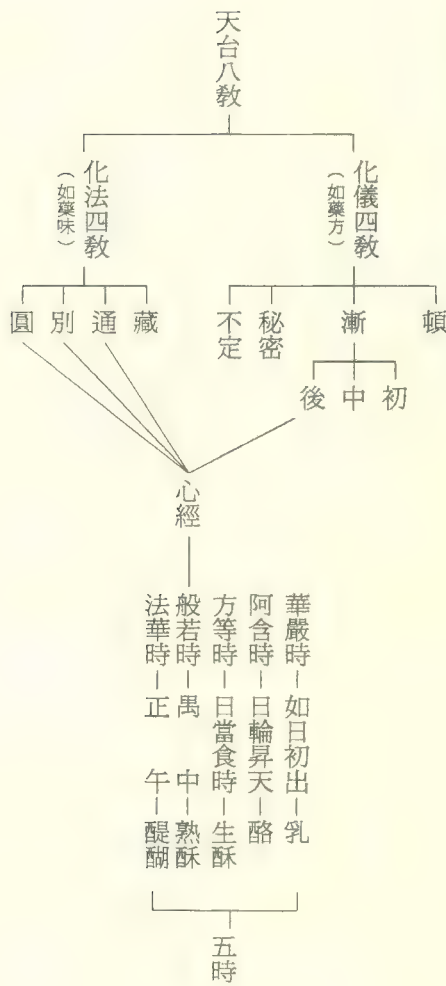 天台八教
化儀四教
（如藥方）
頓
漸
初
中
後
秘密
不定
化法四教
（如藥味）
藏
通
別
圓
心經
華嚴時－如日初出－乳
阿含時－日輪昇天－酪
方等時－日當食時－生酥
般若時－禺　中－熟酥
法華時－正　午－醍醐
五時